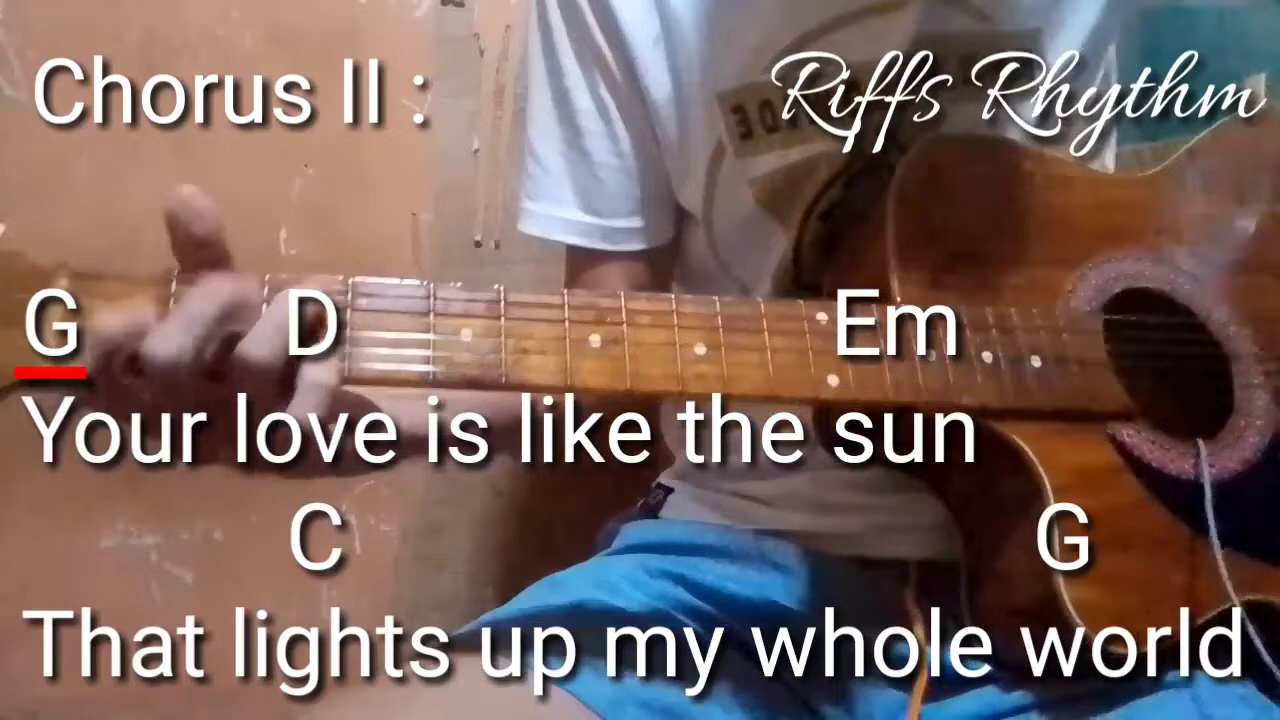 Chorus II :
Riffs Rhythm
G D Em
Your love is like the sun
C G
That lights up my whole world